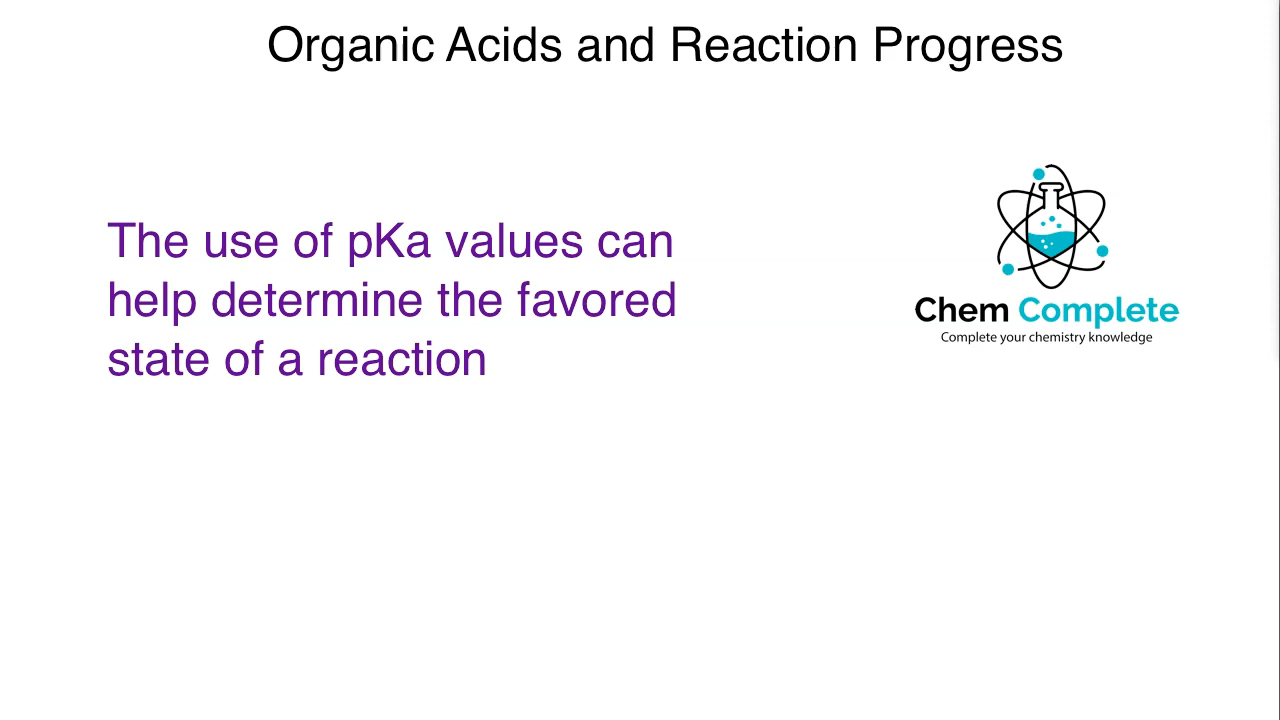 Organic Acids and Reaction Progress
The use of pKa values can
help determine the favored
state of a reaction
Chem Complete
Complete your chemistry knowledge